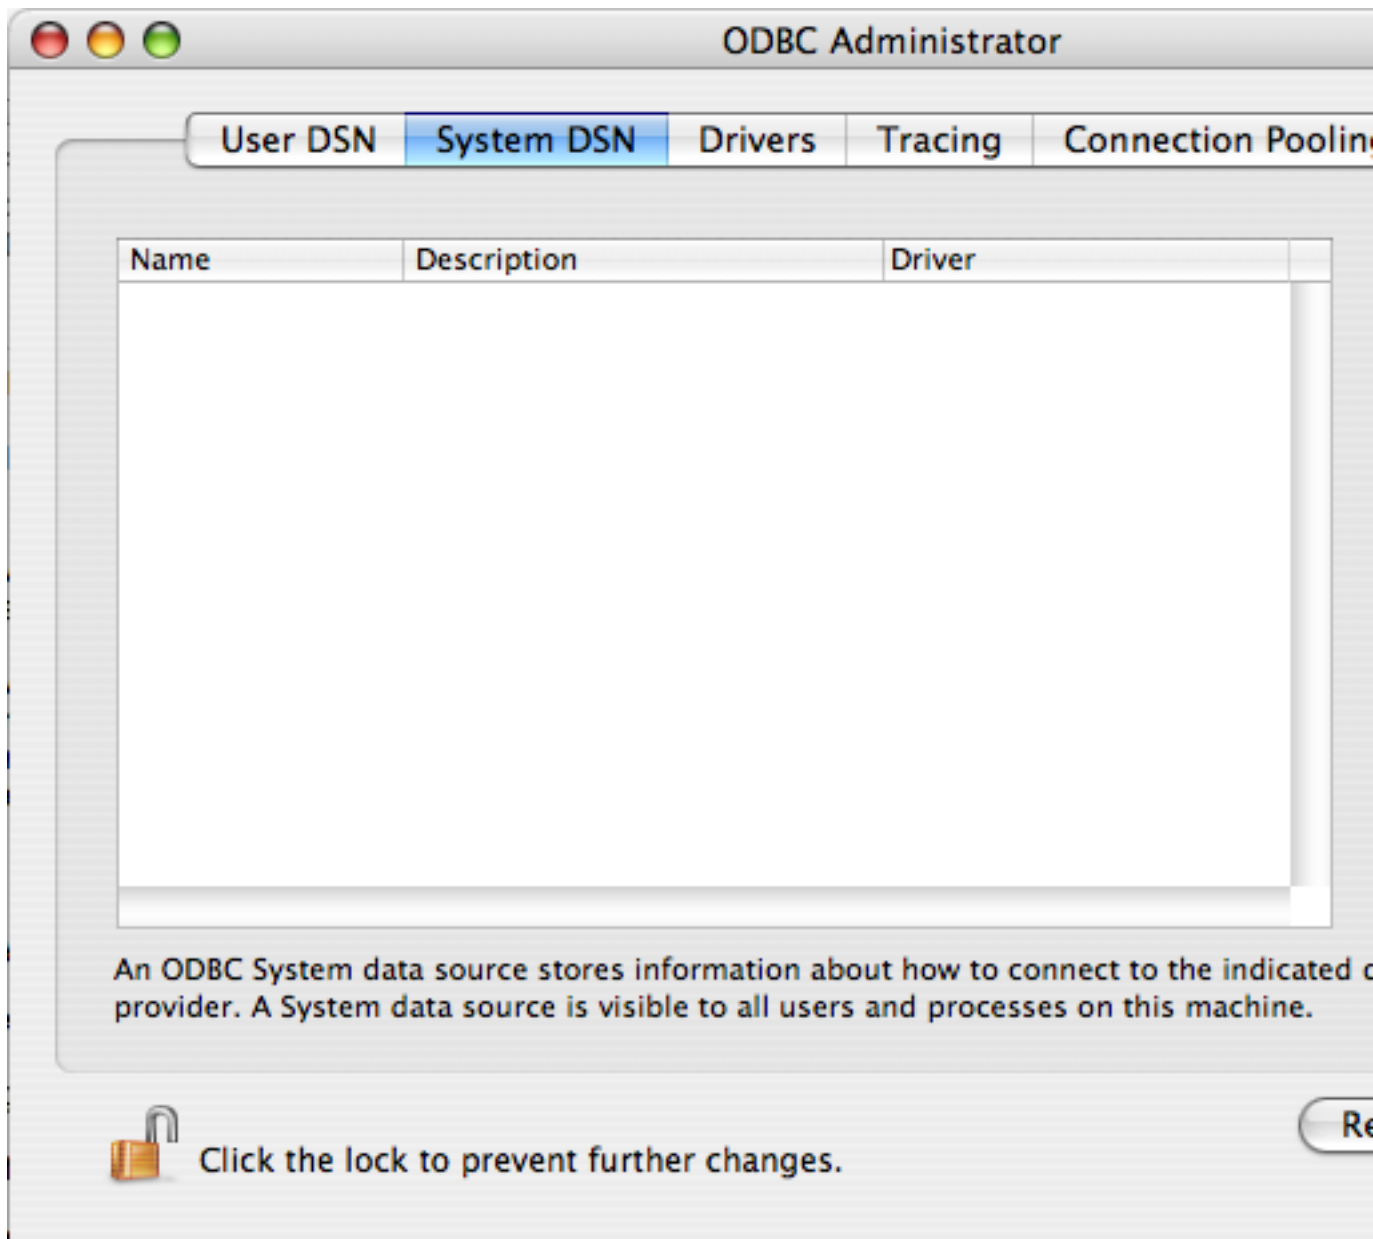 ODBC Administrator
User DSN System DSN Drivers Tracing Connection Pooling
Name Description Driver
An ODBC System data source stores information about how to connect to the indicated
provider. A System data source is visible to all users and processes on this machine.
Click the lock to prevent further changes.